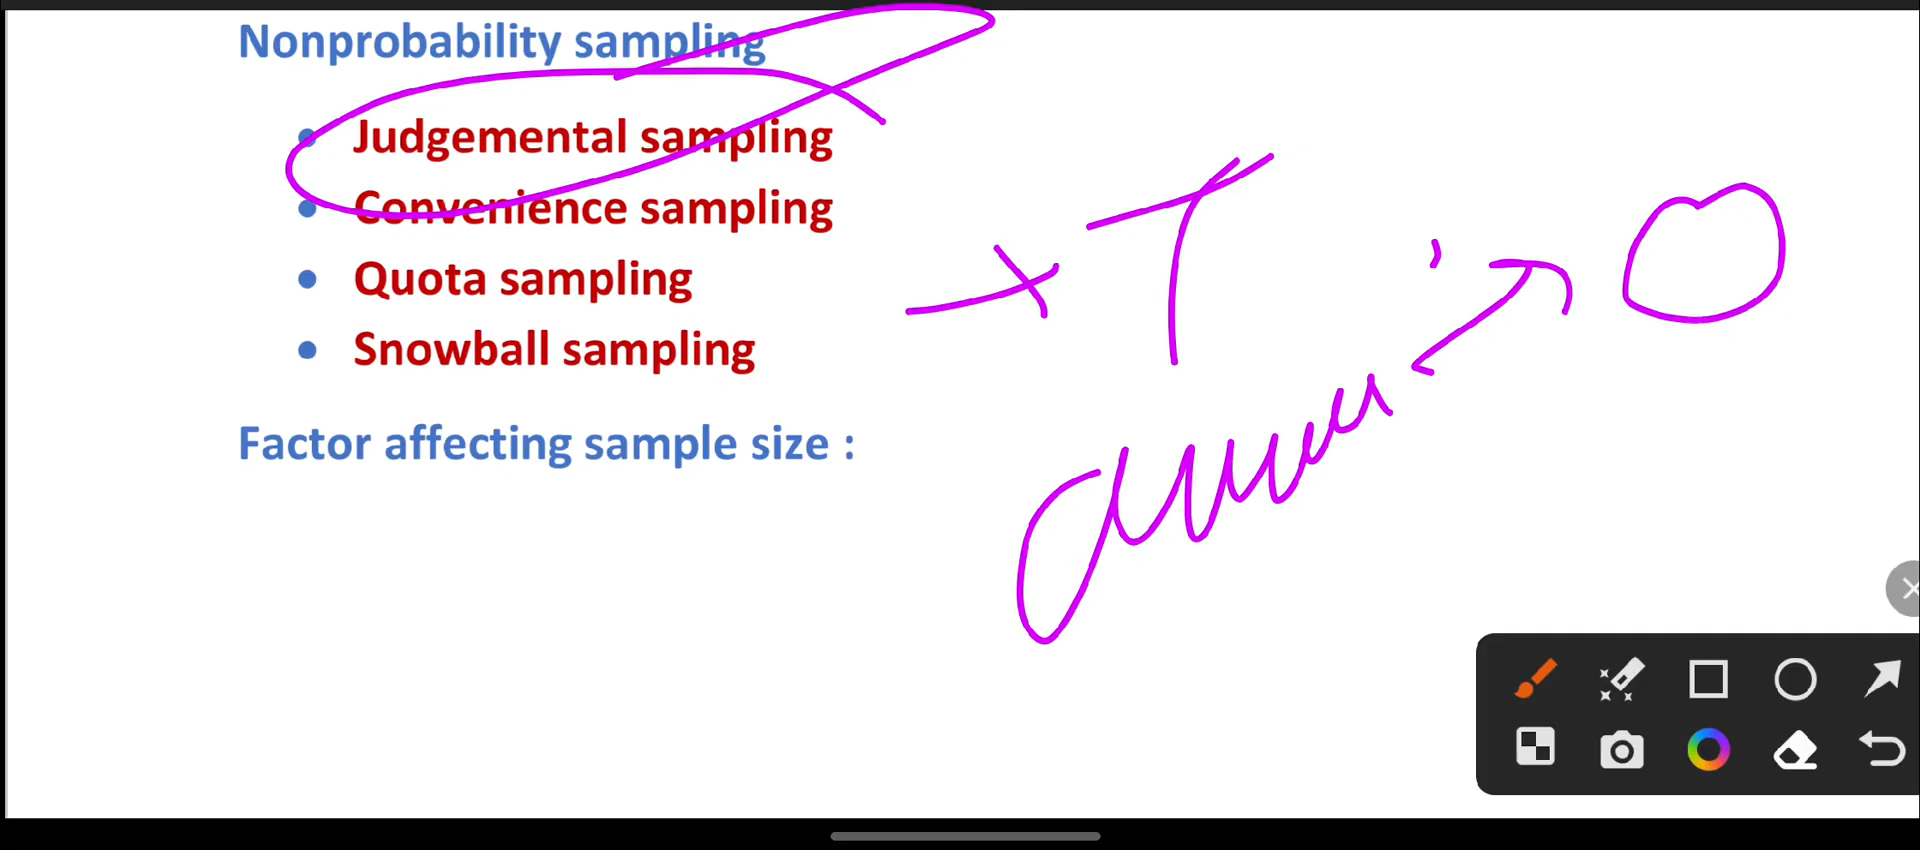 Nonprobability sampling
• Judgemental sampling
• Convenience sampling
• Quota sampling
• Snowball sampling
Factor affecting sample size :